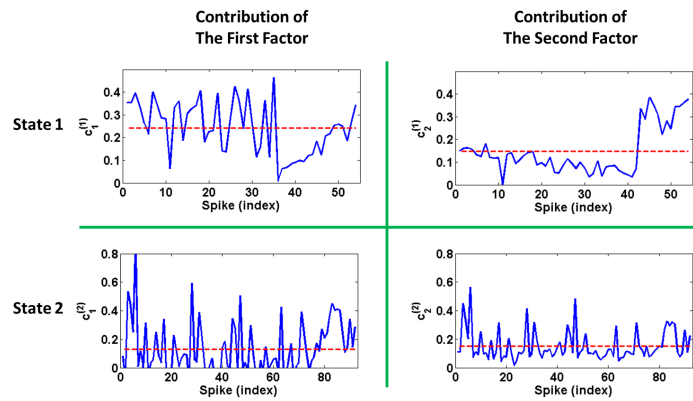 Contribution of
The First Factor
Contribution of
The Second Factor
State 1
c₁⁽¹⁾
0.4
0.3
0.2
0.1
0
0 10 20 30 40 50
Spike (index)
c₂⁽¹⁾
0.4
0.3
0.2
0.1
0
0 10 20 30 40 50
Spike (index)
State 2
c₁⁽²⁾
0.8
0.6
0.4
0.2
0
0 20 40 60 80
Spike (index)
c₂⁽²⁾
0.8
0.6
0.4
0.2
0
0 20 40 60 80
Spike (index)